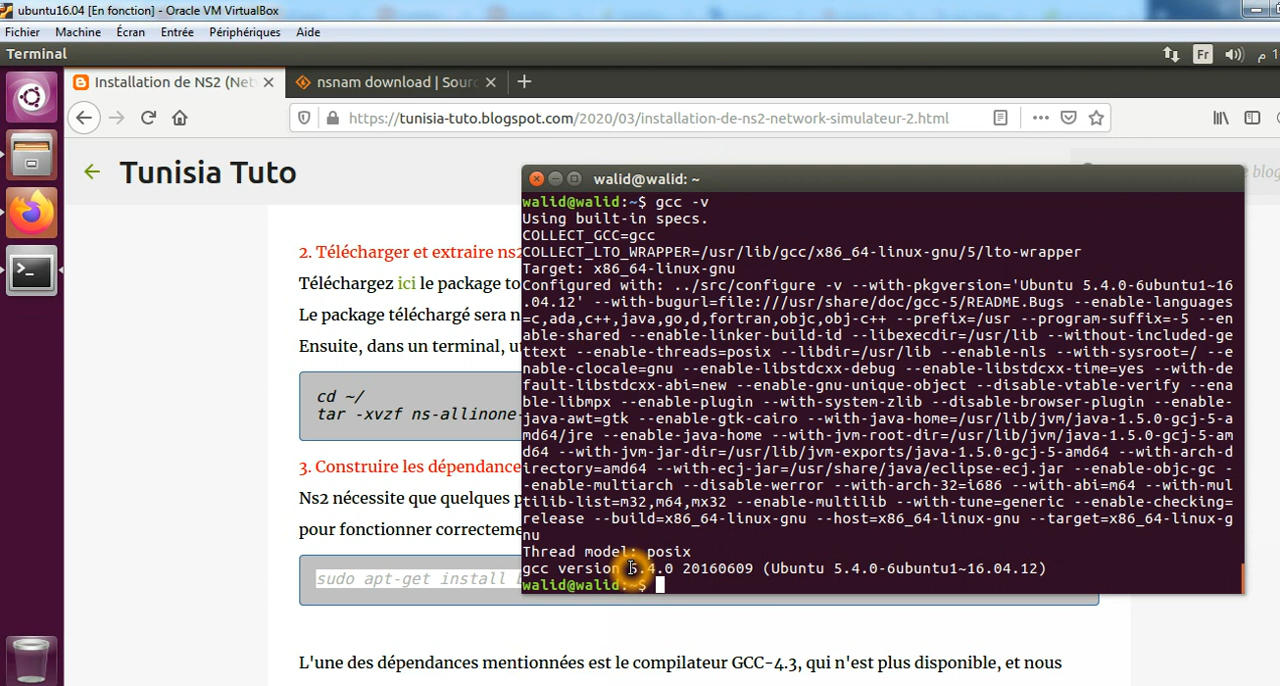 ubuntu16.04 [En fonction] - Oracle VM VirtualBox
Fichier Machine Écran Entrée Périphériques Aide
Terminal Fr
Installation de NS2 (Net nsnam download | Sour
https://tunisia-tuto.blogspot.com/2020/03/installation-de-ns2-network-simulateur-2.html
Tunisia Tuto
e blog
2. Télécharger et extraire ns2
Téléchargez ici le package to
Le package téléchargé sera n
Ensuite, dans un terminal, u
cd ~/
tar -xvzf ns-allinone-
3. Construire les dépendance
Ns2 nécessite que quelques p
pour fonctionner correcteme
sudo apt-get install
L'une des dépendances mentionnées est le compilateur GCC-4.3, qui n'est plus disponible, et nous
walid@walid: ~
walid@walid:~$ gcc -v
Using built-in specs.
COLLECT_GCC=gcc
COLLECT_LTO_WRAPPER=/usr/lib/gcc/x86_64-linux-gnu/5/lto-wrapper
Target: x86_64-linux-gnu
Configured with: ../src/configure -v --with-pkgversion='Ubuntu 5.4.0-6ubuntu1~16
.04.12' --with-bugurl=file:///usr/share/doc/gcc-5/README.Bugs --enable-languages
=c,ada,c++,java,go,d,fortran,objc,obj-c++ --prefix=/usr --program-suffix=-5 --en
able-shared --enable-linker-build-id --libexecdir=/usr/lib --without-included-ge
ttext --enable-threads=posix --libdir=/usr/lib --enable-nls --with-sysroot=/ --e
nable-clocale=gnu --enable-libstdcxx-debug --enable-libstdcxx-time=yes --with-de
fault-libstdcxx-abi=new --enable-gnu-unique-object --disable-vtable-verify --ena
ble-libmpx --enable-plugin --with-system-zlib --disable-browser-plugin --enable-
java-awt=gtk --enable-gtk-cairo --with-java-home=/usr/lib/jvm/java-1.5.0-gcj-5-a
md64/jre --enable-java-home --with-jvm-root-dir=/usr/lib/jvm/java-1.5.0-gcj-5-am
d64 --with-jvm-jar-dir=/usr/lib/jvm-exports/java-1.5.0-gcj-5-amd64 --with-arch-d
irectory=amd64 --with-ecj-jar=/usr/share/java/eclipse-ecj.jar --enable-objc-gc -
-enable-multiarch --disable-werror --with-arch-32=i686 --with-abi=m64 --with-mul
tilib-list=m32,m64,mx32 --enable-multilib --with-tune=generic --enable-checking=
release --build=x86_64-linux-gnu --host=x86_64-linux-gnu --target=x86_64-linux-g
nu
Thread model: posix
gcc version 5.4.0 20160609 (Ubuntu 5.4.0-6ubuntu1~16.04.12)
walid@walid:~$